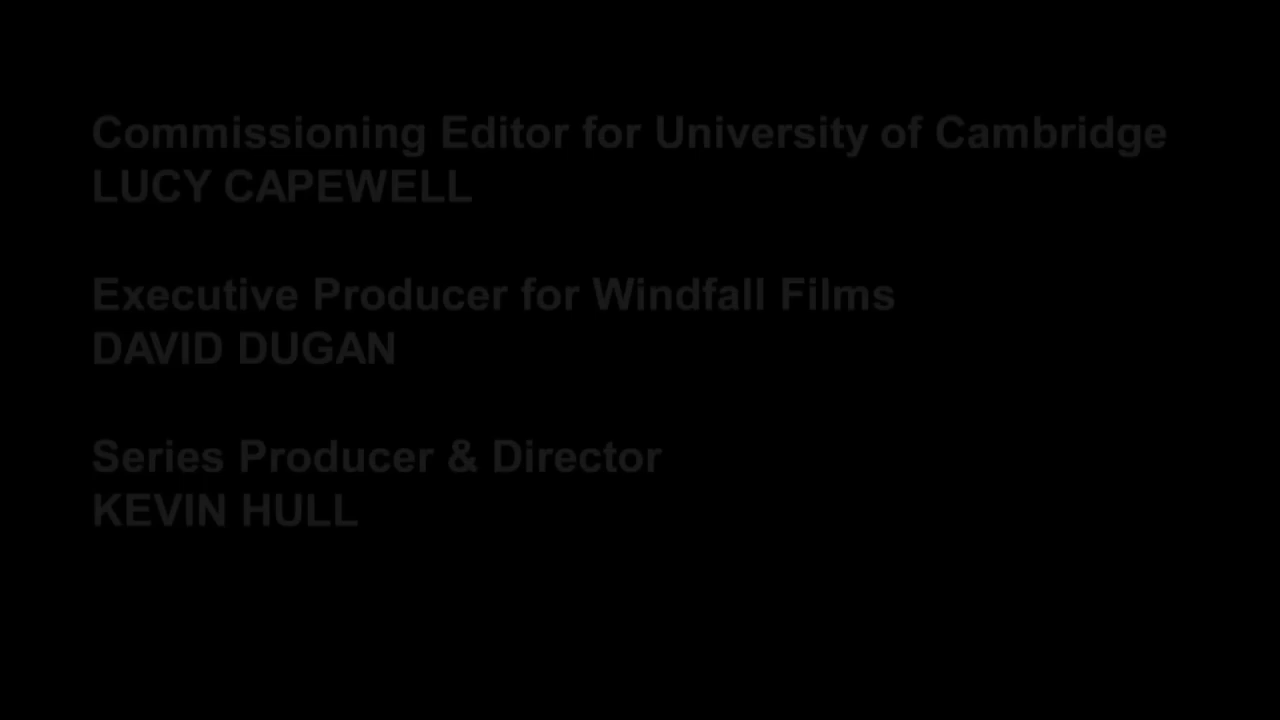 Commissioning Editor for University of Cambridge
LUCY CAPEWELL
Executive Producer for Windfall Films
DAVID DUGAN
Series Producer & Director
KEVIN HULL